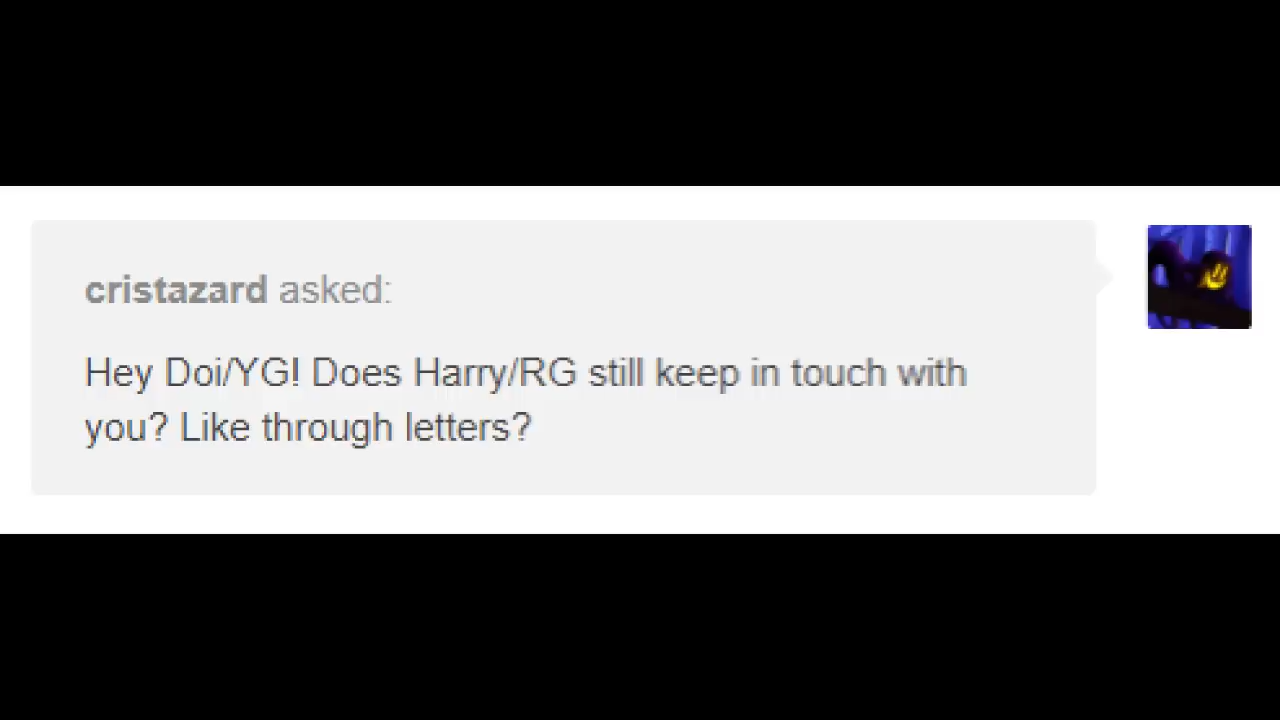 cristazard asked:
Hey Doi/YG! Does Harry/RG still keep in touch with
you? Like through letters?